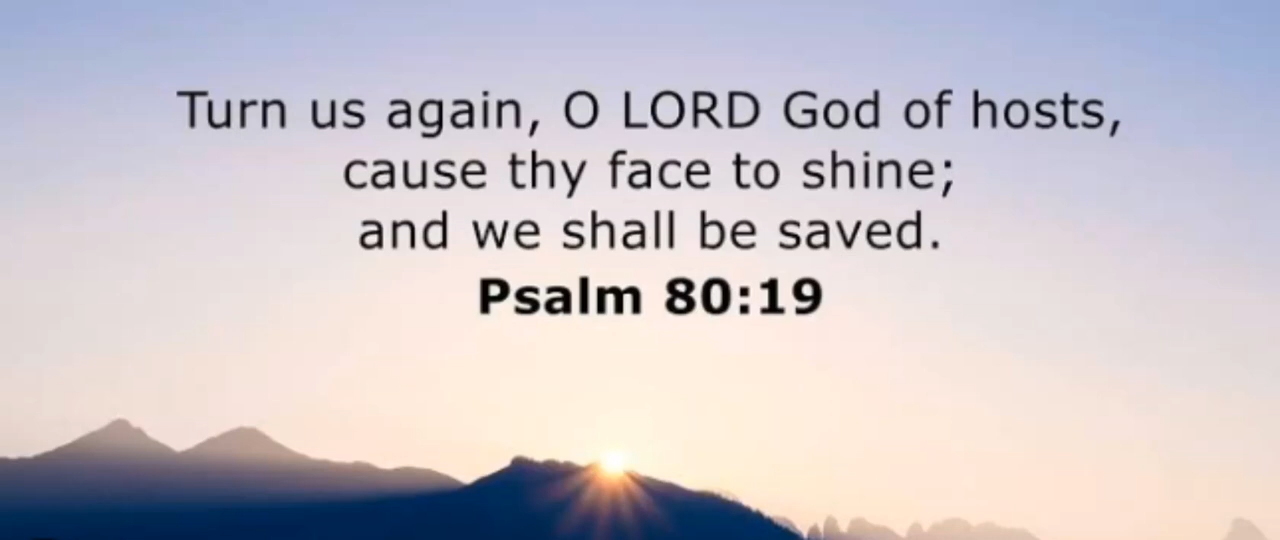 Turn us again, O LORD God of hosts,
cause thy face to shine;
and we shall be saved.
Psalm 80:19